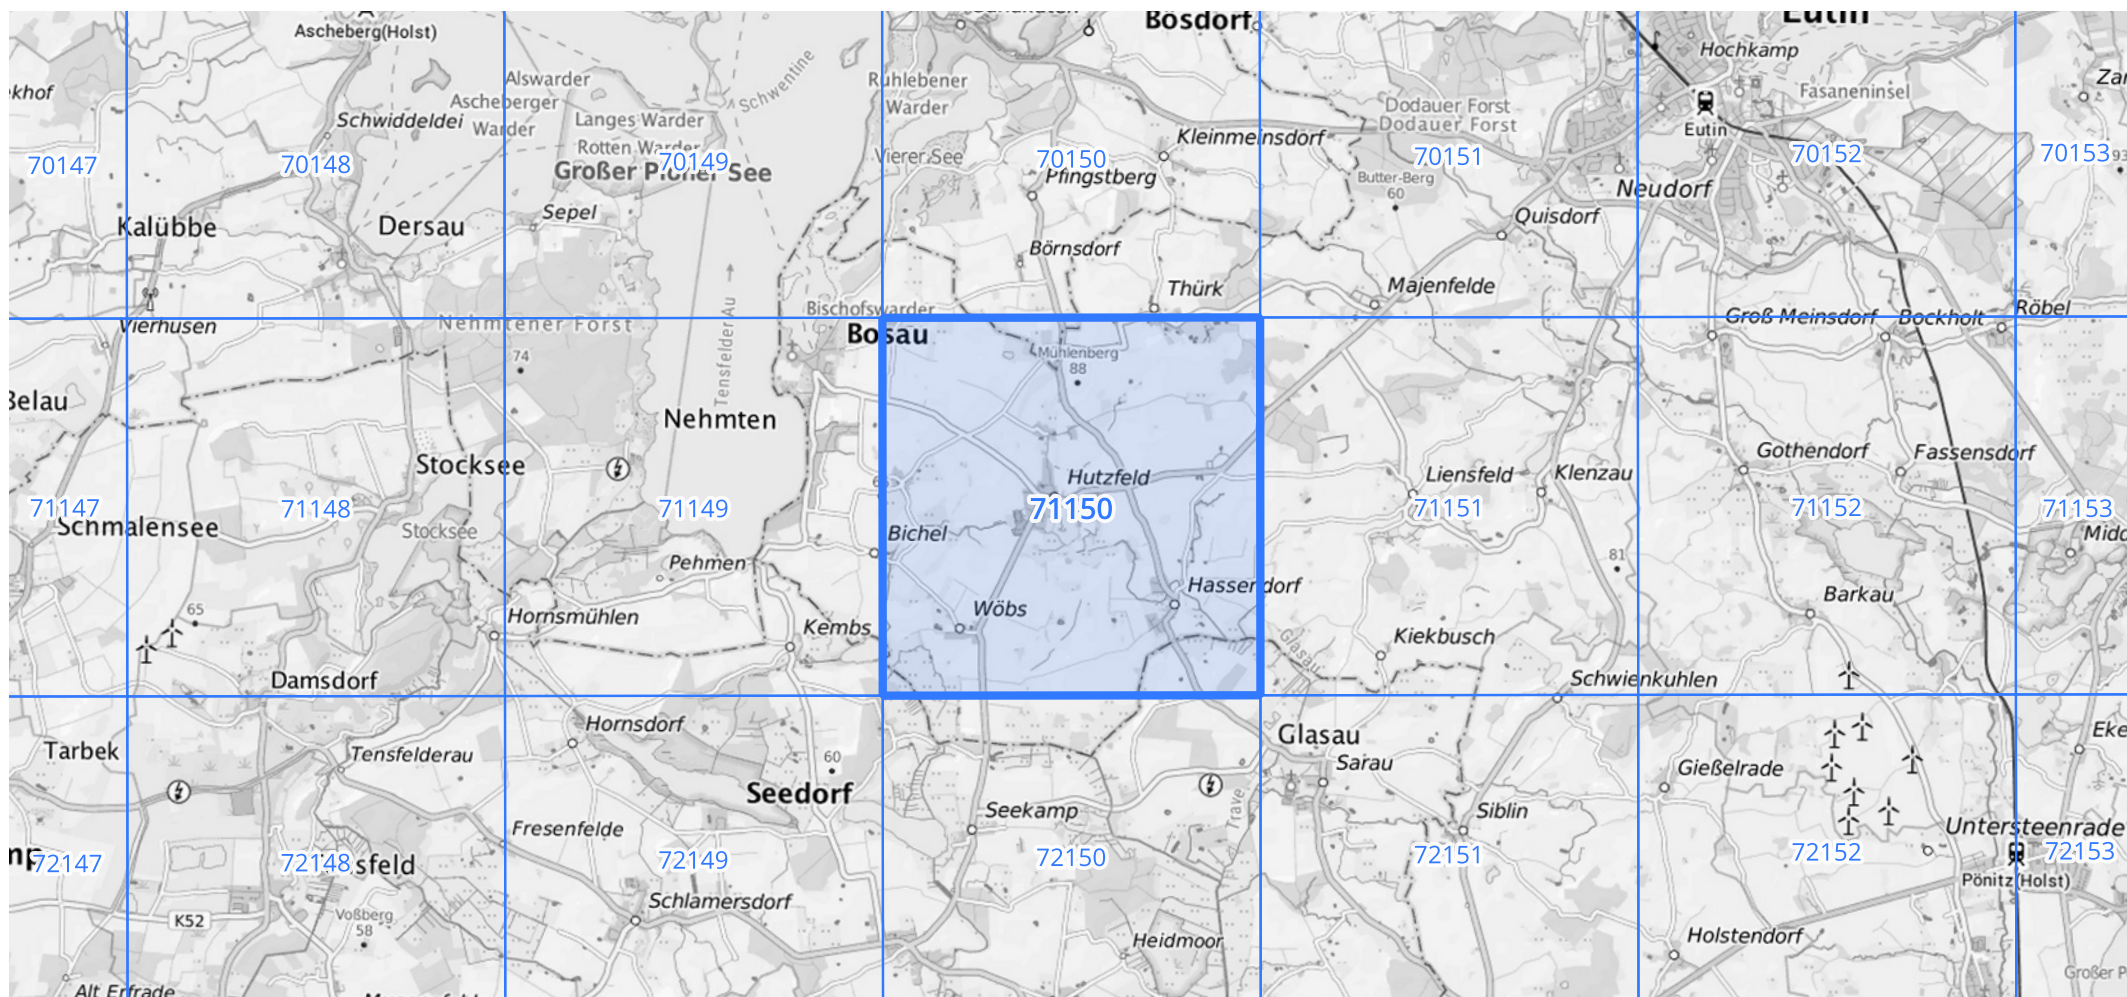 Bösdorf
Eutin
Ascheberg(Holst)
Hochkamp
Alswarder
Schwentine
Ruhlebener
Warder
Fasaneninsel
Ascheberger
Warder
Langes Warder
Dodauer Forst
Dodauer Forst
Schwiddeldei
Eutin
Kleinmeinsdorf
Rotten Warder
Vierer See
70147
70148
70149
70150
70151
70152
70153
Großer Plöner See
Pfingstberg
Butter-Berg
60
Neudorf
Kalübbe
Dersau
Sepel
Quisdorf
Börnsdorf
Thürk
Majenfelde
Bischofswarder
Röbel
Vierhusen
Nehmtener Forst
Tensfelder Au
Bosau
Groß Meinsdorf
Bockholt
74
Mühlenberg
88
Belau
Nehmten
Stocksee
Hutzfeld
Liensfeld
Klenzau
Gothendorf
Fassensdorf
71147
71148
71149
71150
71151
71152
71153
Schmalensee
Stocksee
Bichel
Pehmen
81
65
Hornsmühlen
Kembs
Wöbs
Hassendorf
Barkau
Glasau
Kiekbusch
Damsdorf
Schwienkuhlen
Tarbek
Hornsdorf
Glasau
Tensfelderau
60
Sarau
Gießelrade
Seedorf
Seekamp
Trave
Siblin
Fresenfelde
Untersteenrade
72147
72148
sfeld
72149
72150
72151
72152
72153
Pönitz(Holst)
K52
Voßberg
58
Schlamersdorf
Heidmoor
Holstendorf
Alt Erfrade
Großer P